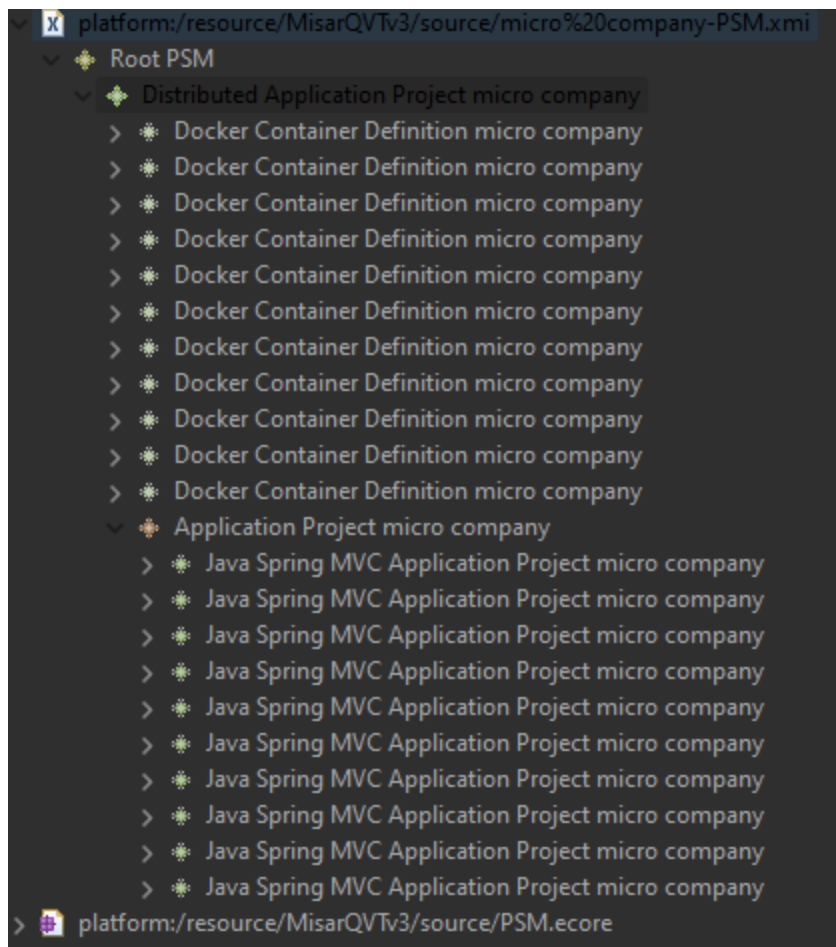 platform:/resource/MisarQVTv3/source/micro%20company-PSM.xmi
Root PSM
Distributed Application Project micro company
Docker Container Definition micro company
Docker Container Definition micro company
Docker Container Definition micro company
Docker Container Definition micro company
Docker Container Definition micro company
Docker Container Definition micro company
Docker Container Definition micro company
Docker Container Definition micro company
Docker Container Definition micro company
Docker Container Definition micro company
Docker Container Definition micro company
Application Project micro company
Java Spring MVC Application Project micro company
Java Spring MVC Application Project micro company
Java Spring MVC Application Project micro company
Java Spring MVC Application Project micro company
Java Spring MVC Application Project micro company
Java Spring MVC Application Project micro company
Java Spring MVC Application Project micro company
Java Spring MVC Application Project micro company
Java Spring MVC Application Project micro company
Java Spring MVC Application Project micro company
platform:/resource/MisarQVTv3/source/PSM.ecore